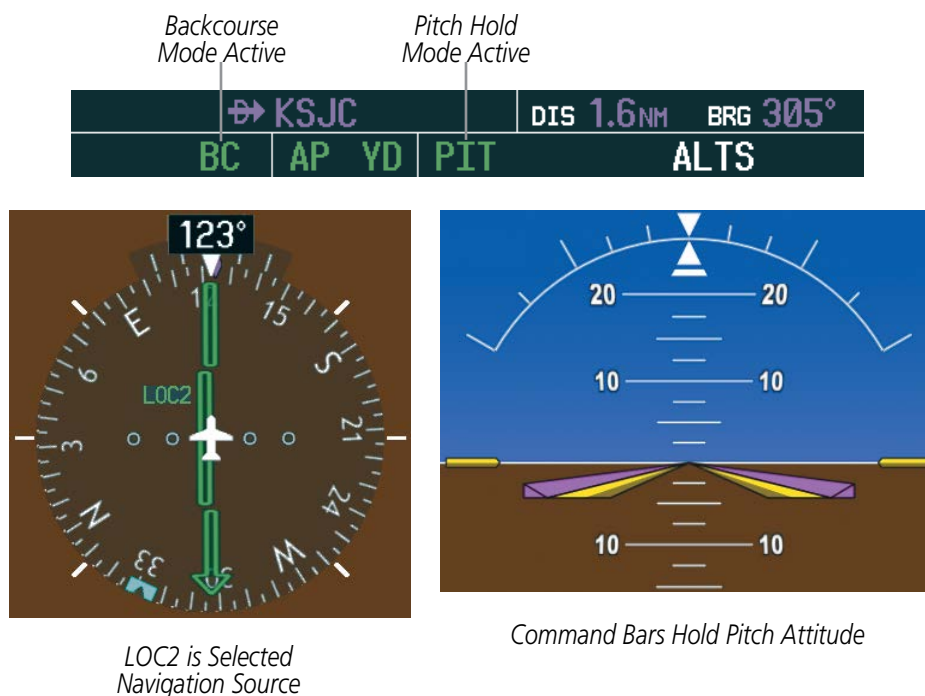 Backcourse Mode Active
Pitch Hold Mode Active
KSJC DIS 1.6NM BRG 305°
BC AP YD PIT ALTS
123°
12
15
E
S
6
LOC2
3
21
24
N
W
33
20 20
10 10
10 10
LOC2 is Selected
Navigation Source
Command Bars Hold Pitch Attitude